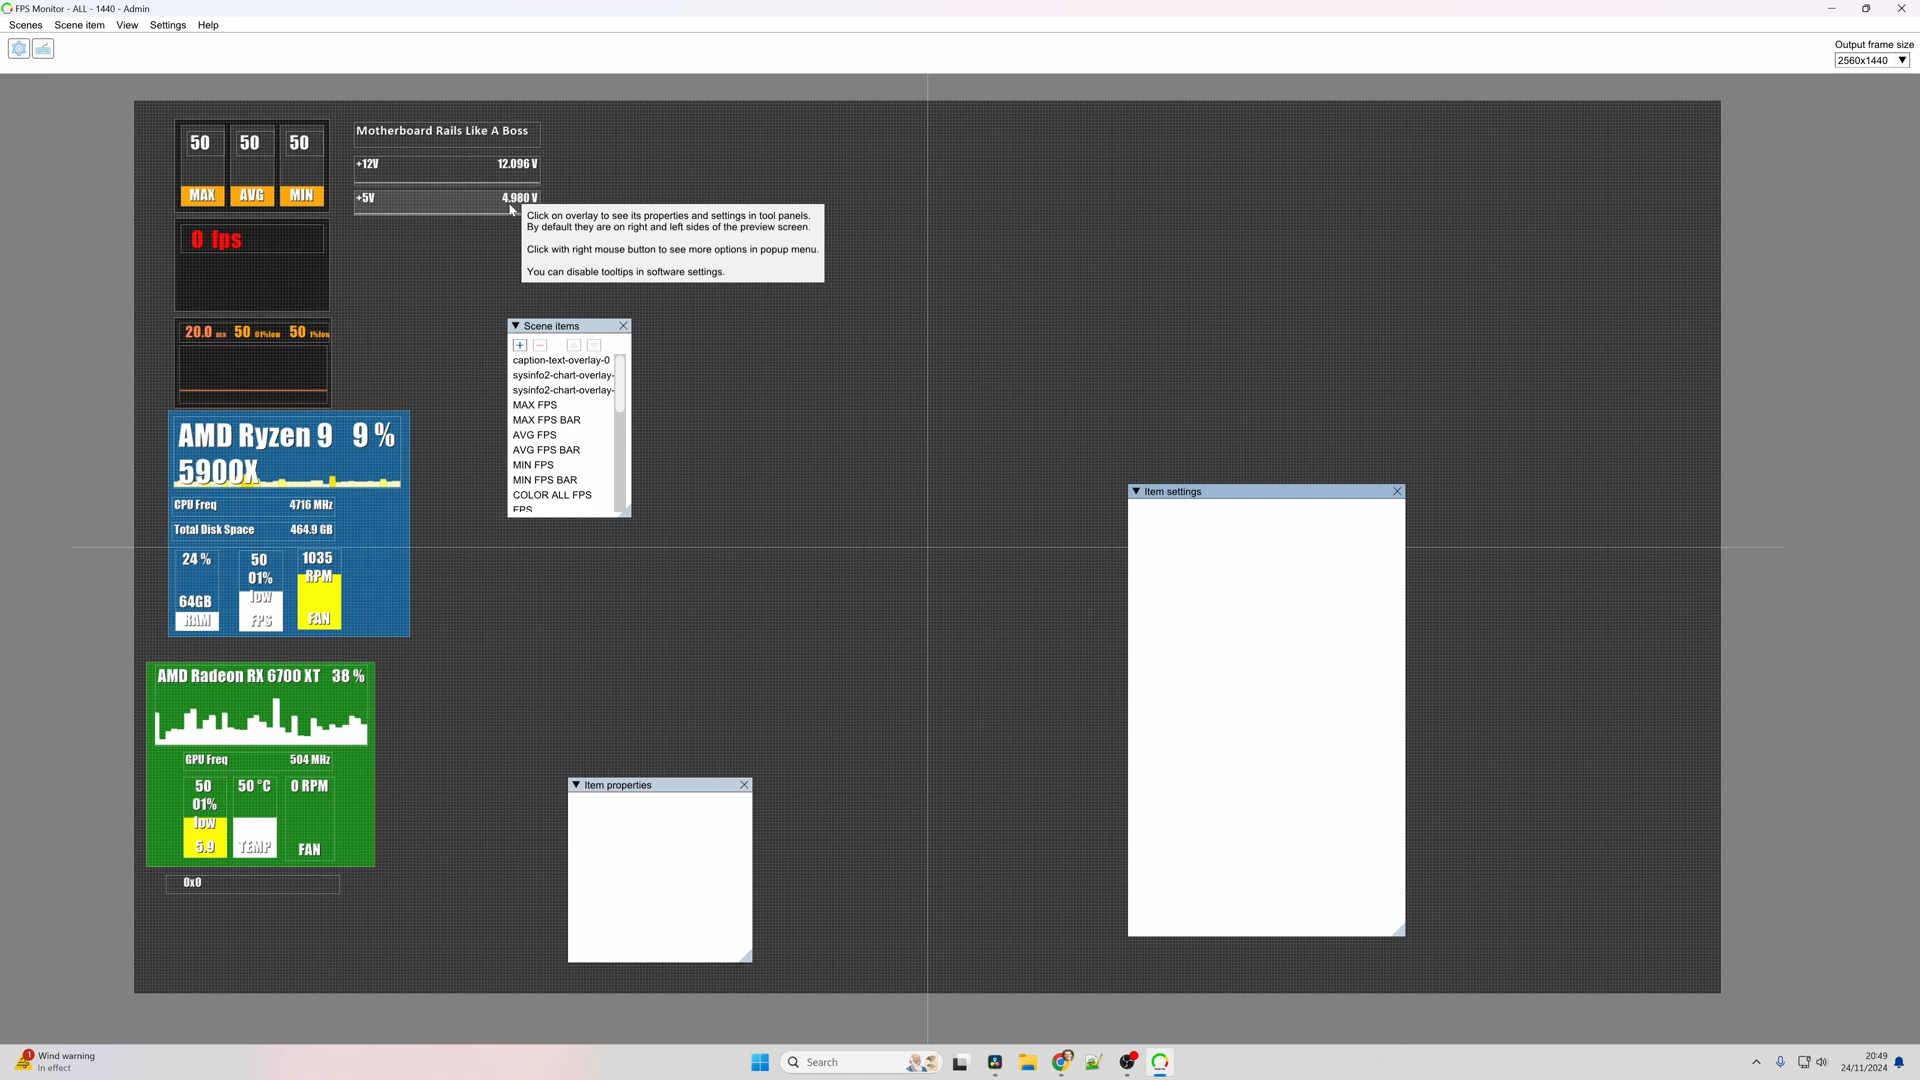 FPS Monitor - ALL - 1440 - Admin
Scenes Scene item View Settings Help
Output frame size
2560x1440
50 50 50
MAX AVG MIN
Motherboard Rails Like A Boss
+12V 12.096 V
+5V 4.980 V
Click on overlay to see its properties and settings in tool panels.
By default they are on right and left sides of the preview screen.
Click with right mouse button to see more options in popup menu.
You can disable tooltips in software settings.
0 fps
20.0 ms 50 01%low 50 1%low
Scene items
caption-text-overlay-0
sysinfo2-chart-overlay-
sysinfo2-chart-overlay-
MAX FPS
MAX FPS BAR
AVG FPS
AVG FPS BAR
MIN FPS
MIN FPS BAR
COLOR ALL FPS
FPS
AMD Ryzen 9 9 %
5900X
CPU Freq 4716 MHz
Total Disk Space 464.9 GB
24 %
64GB
RAM
50
01%
low
FPS
1035
RPM
FAN
Item settings
AMD Radeon RX 6700 XT 38 %
GPU Freq 504 MHz
50
01%
low
5.9
50 °C
TEMP
0 RPM
FAN
0x0
Item properties
1
Wind warning
In effect
Search
20:49
24/11/2024